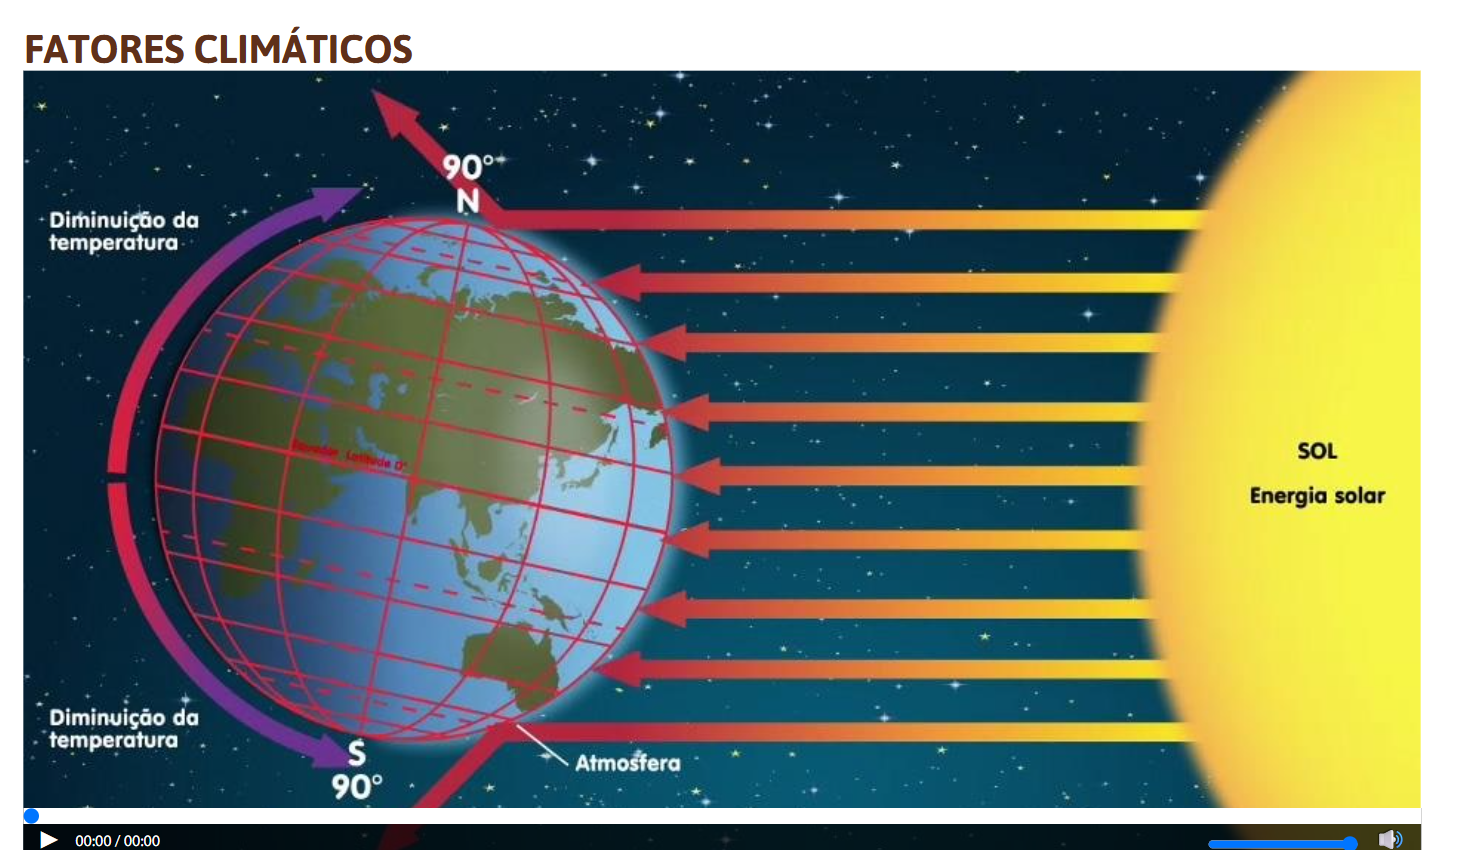 FATORES CLIMÁTICOS
90°
N
Diminuição da
temperatura
Equador Latitude 0°
SOL
Energia solar
Diminuição da
temperatura
S
90°
Atmosfera
00:00 / 00:00